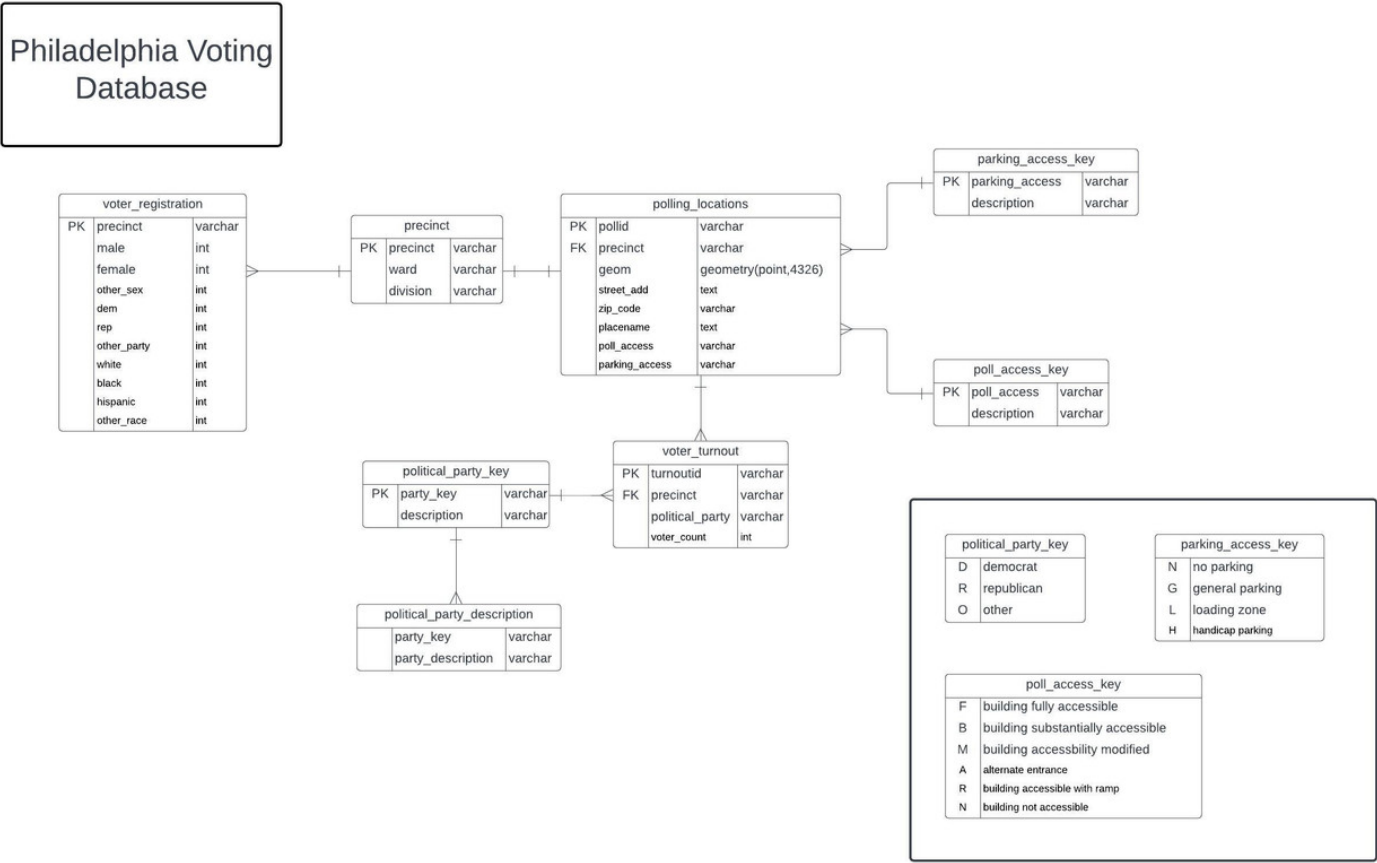 Philadelphia Voting
Database
voter_registration
PK precinct varchar
male int
female int
other_sex int
dem int
rep int
other_party int
white int
black int
hispanic int
other_race int
precinct
PK precinct varchar
ward varchar
division varchar
polling_locations
PK pollid varchar
FK precinct varchar
geom geometry(point,4326)
street_add text
zip_code varchar
placename text
poll_access varchar
parking_access varchar
parking_access_key
PK parking_access varchar
description varchar
poll_access_key
PK poll_access varchar
description varchar
voter_turnout
PK turnoutid varchar
FK precinct varchar
political_party varchar
voter_count int
political_party_key
PK party_key varchar
description varchar
political_party_description
party_key varchar
party_description varchar
political_party_key
D democrat
R republican
O other
parking_access_key
N no parking
G general parking
L loading zone
H handicap parking
poll_access_key
F building fully accessible
B building substantially accessible
M building accessbility modified
A alternate entrance
R building accessible with ramp
N building not accessible